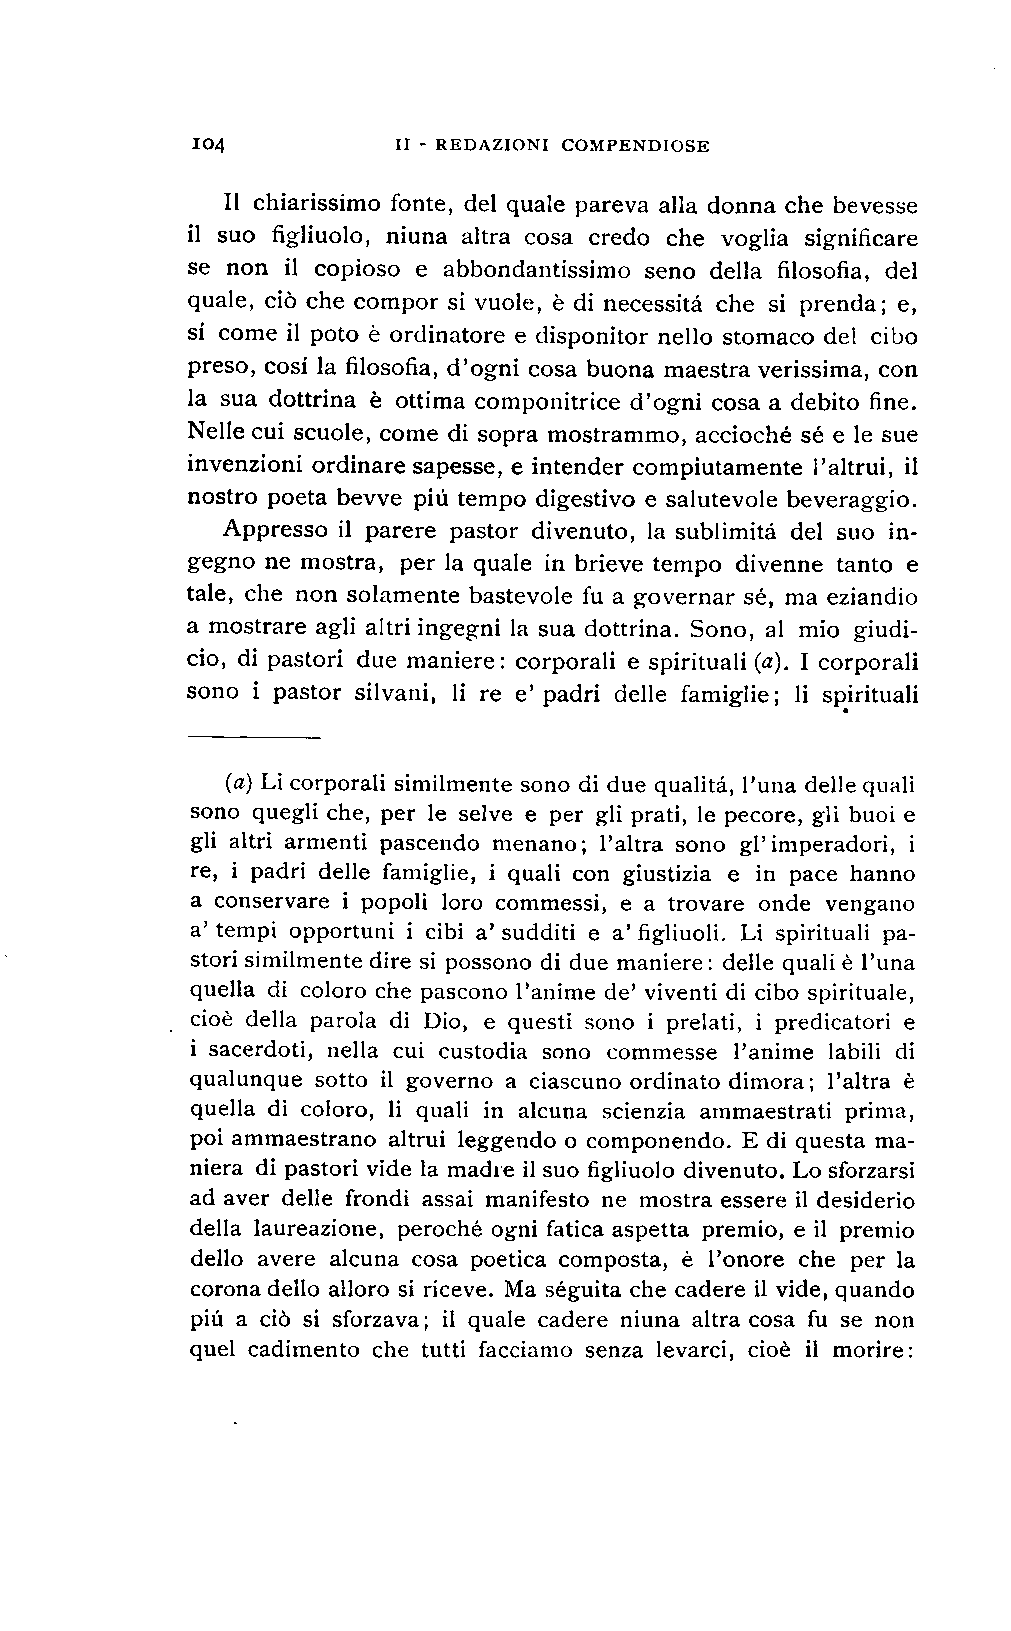 104 II - REDAZIONI COMPENDIOSE
Il chiarissimo fonte, del quale pareva alla donna che bevesse
il suo figliuolo, niuna altra cosa credo che voglia significare
se non il copioso e abbondantissimo seno della filosofia, del
quale, ciò che compor si vuole, è di necessitá che si prenda; e,
sí come il poto è ordinatore e disponitor nello stomaco del cibo
preso, cosí la filosofia, d'ogni cosa buona maestra verissima, con
la sua dottrina è ottima componitrice d'ogni cosa a debito fine.
Nelle cui scuole, come di sopra mostrammo, accioché sé e le sue
invenzioni ordinare sapesse, e intender compiutamente l'altrui, il
nostro poeta bevve piú tempo digestivo e salutevole beveraggio.
Appresso il parere pastor divenuto, la sublimitá del suo in-
gegno ne mostra, per la quale in brieve tempo divenne tanto e
tale, che non solamente bastevole fu a governar sé, ma eziandio
a mostrare agli altri ingegni la sua dottrina. Sono, al mio giudi-
cio, di pastori due maniere: corporali e spirituali (a). I corporali
sono i pastor silvani, li re e' padri delle famiglie; li spirituali
(a) Li corporali similmente sono di due qualitá, l'una delle quali
sono quegli che, per le selve e per gli prati, le pecore, gli buoi e
gli altri armenti pascendo menano; l'altra sono gl'imperadori, i
re, i padri delle famiglie, i quali con giustizia e in pace hanno
a conservare i popoli loro commessi, e a trovare onde vengano
a' tempi opportuni i cibi a' sudditi e a' figliuoli. Li spirituali pa-
stori similmente dire si possono di due maniere: delle quali è l'una
quella di coloro che pascono l'anime de' viventi di cibo spirituale,
cioè della parola di Dio, e questi sono i prelati, i predicatori e
i sacerdoti, nella cui custodia sono commesse l'anime labili di
qualunque sotto il governo a ciascuno ordinato dimora; l'altra è
quella di coloro, li quali in alcuna scienzia ammaestrati prima,
poi ammaestrano altrui leggendo o componendo. E di questa ma-
niera di pastori vide la madre il suo figliuolo divenuto. Lo sforzarsi
ad aver delle frondi assai manifesto ne mostra essere il desiderio
della laureazione, peroché ogni fatica aspetta premio, e il premio
dello avere alcuna cosa poetica composta, è l'onore che per la
corona dello alloro si riceve. Ma séguita che cadere il vide, quando
piú a ciò si sforzava; il quale cadere niuna altra cosa fu se non
quel cadimento che tutti facciamo senza levarci, cioè il morire: